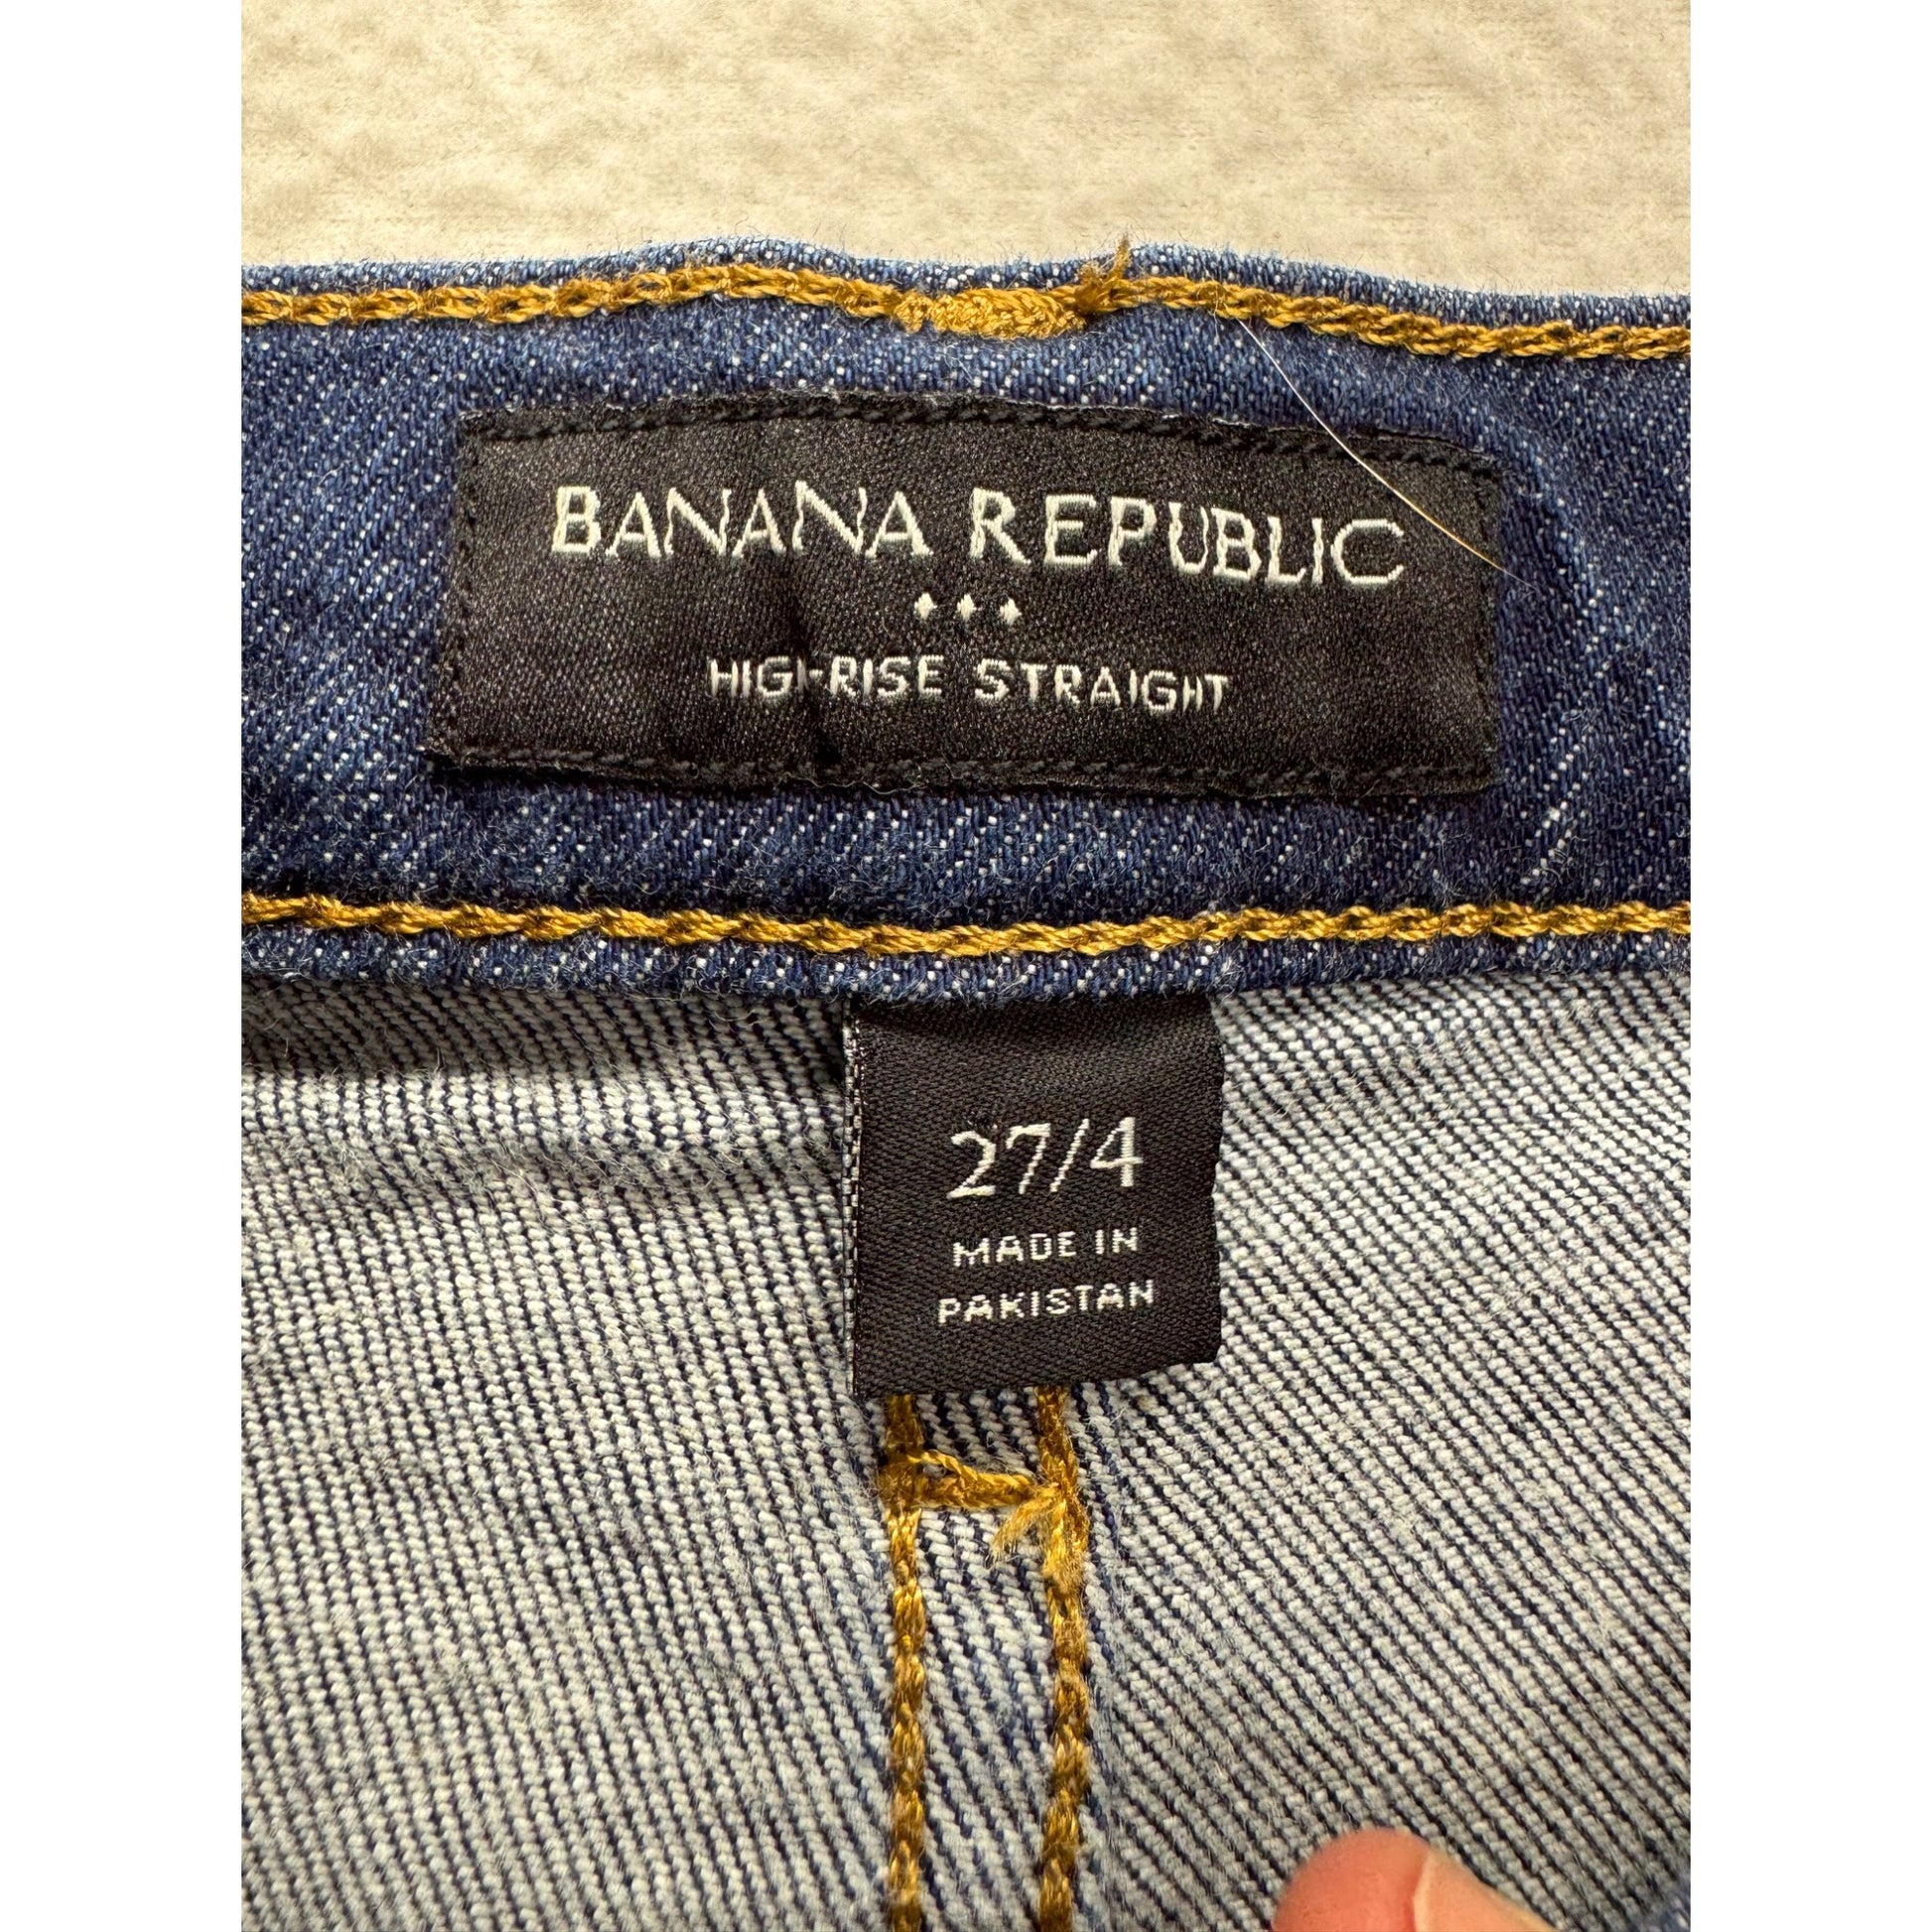 BANANA REPUBLIC
HIGH-RISE STRAIGHT
27/4
MADE IN
PAKISTAN